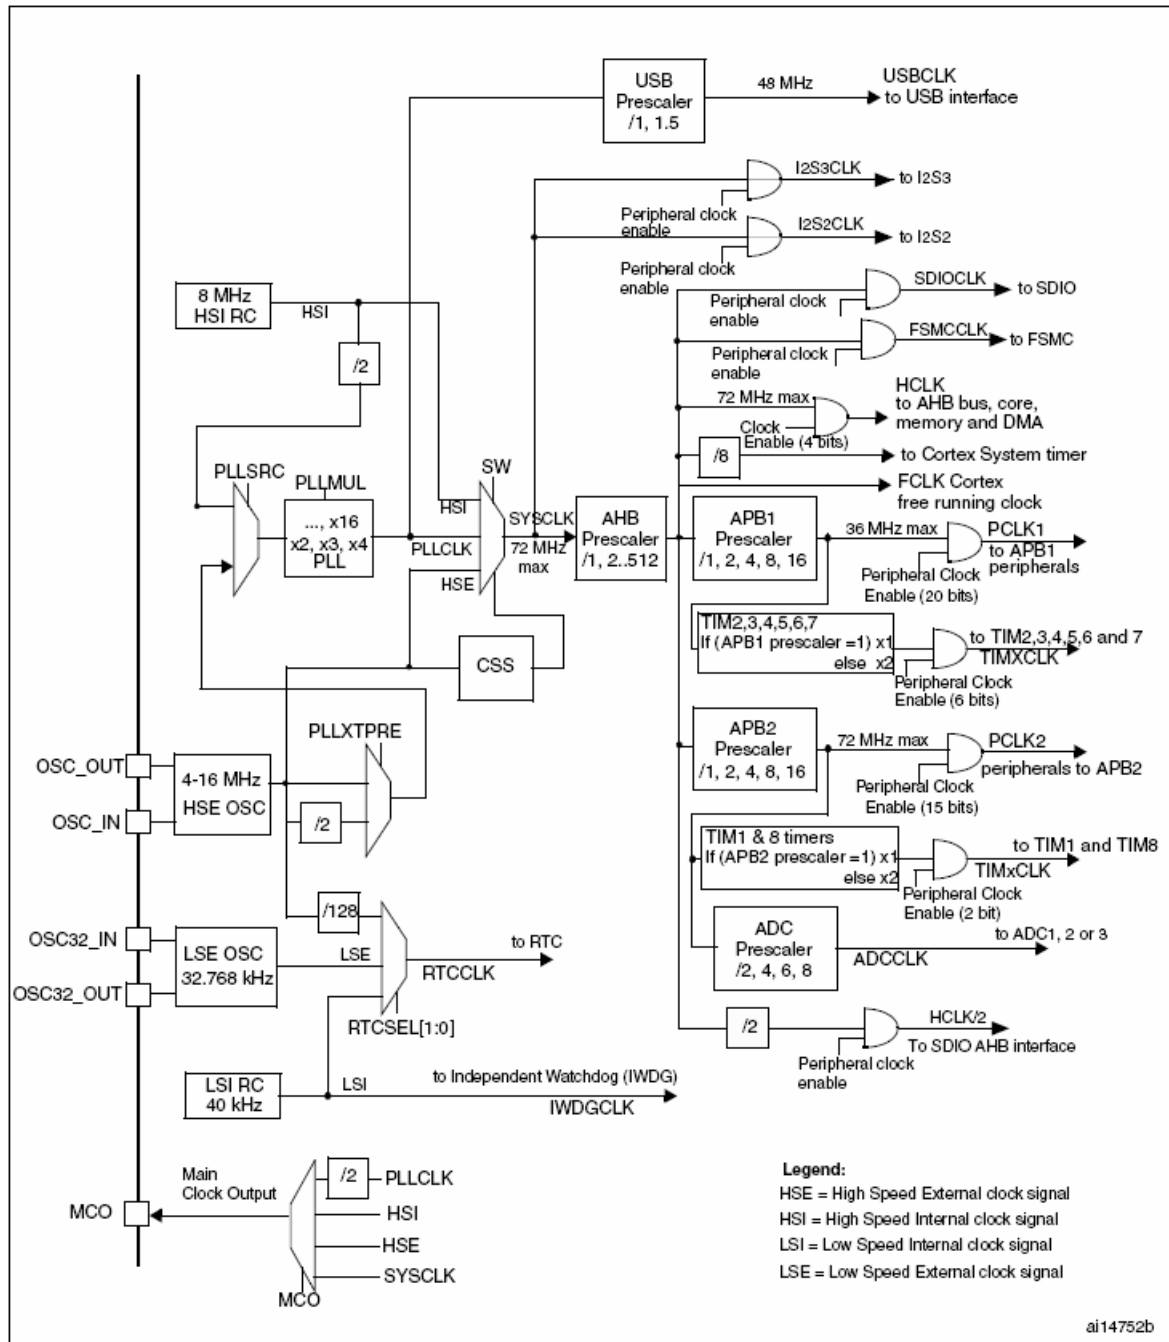 USB
Prescaler
/1, 1.5
48 MHz
USBCLK
to USB interface
I2S3CLK
to I2S3
Peripheral clock
enable
I2S2CLK
to I2S2
Peripheral clock
enable
8 MHz
HSI RC
HSI
SDIOCLK
to SDIO
Peripheral clock
enable
FSMCCLK
to FSMC
Peripheral clock
enable
/2
HCLK
72 MHz max
to AHB bus, core,
memory and DMA
Clock
Enable (4 bits)
/8
to Cortex System timer
FCLK Cortex
free running clock
PLLSRC
PLLMUL
SW
..., x16
x2, x3, x4
PLL
HSI
PLLCLK
HSE
SYSCLK
72 MHz
max
AHB
Prescaler
/1, 2..512
APB1
Prescaler
/1, 2, 4, 8, 16
36 MHz max
PCLK1
to APB1
peripherals
Peripheral Clock
Enable (20 bits)
TIM2,3,4,5,6,7
If (APB1 prescaler =1) x1
else x2
to TIM2,3,4,5,6 and 7
TIMXCLK
Peripheral Clock
Enable (6 bits)
CSS
PLLXTPRE
OSC_OUT
4-16 MHz
HSE OSC
OSC_IN
/2
APB2
Prescaler
/1, 2, 4, 8, 16
72 MHz max
PCLK2
peripherals to APB2
Peripheral Clock
Enable (15 bits)
TIM1 & 8 timers
If (APB2 prescaler =1) x1
else x2
to TIM1 and TIM8
TIMxCLK
Peripheral Clock
Enable (2 bit)
/128
OSC32_IN
LSE OSC
32.768 kHz
OSC32_OUT
LSE
to RTC
RTCCLK
RTCSEL[1:0]
ADC
Prescaler
/2, 4, 6, 8
to ADC1, 2 or 3
ADCCLK
/2
HCLK/2
To SDIO AHB interface
Peripheral clock
enable
LSI RC
40 kHz
LSI
to Independent Watchdog (IWDG)
IWDGCLK
Main
Clock Output
MCO
/2
PLLCLK
HSI
HSE
SYSCLK
MCO
Legend:
HSE = High Speed External clock signal
HSI = High Speed Internal clock signal
LSI = Low Speed Internal clock signal
LSE = Low Speed External clock signal
ai14752b